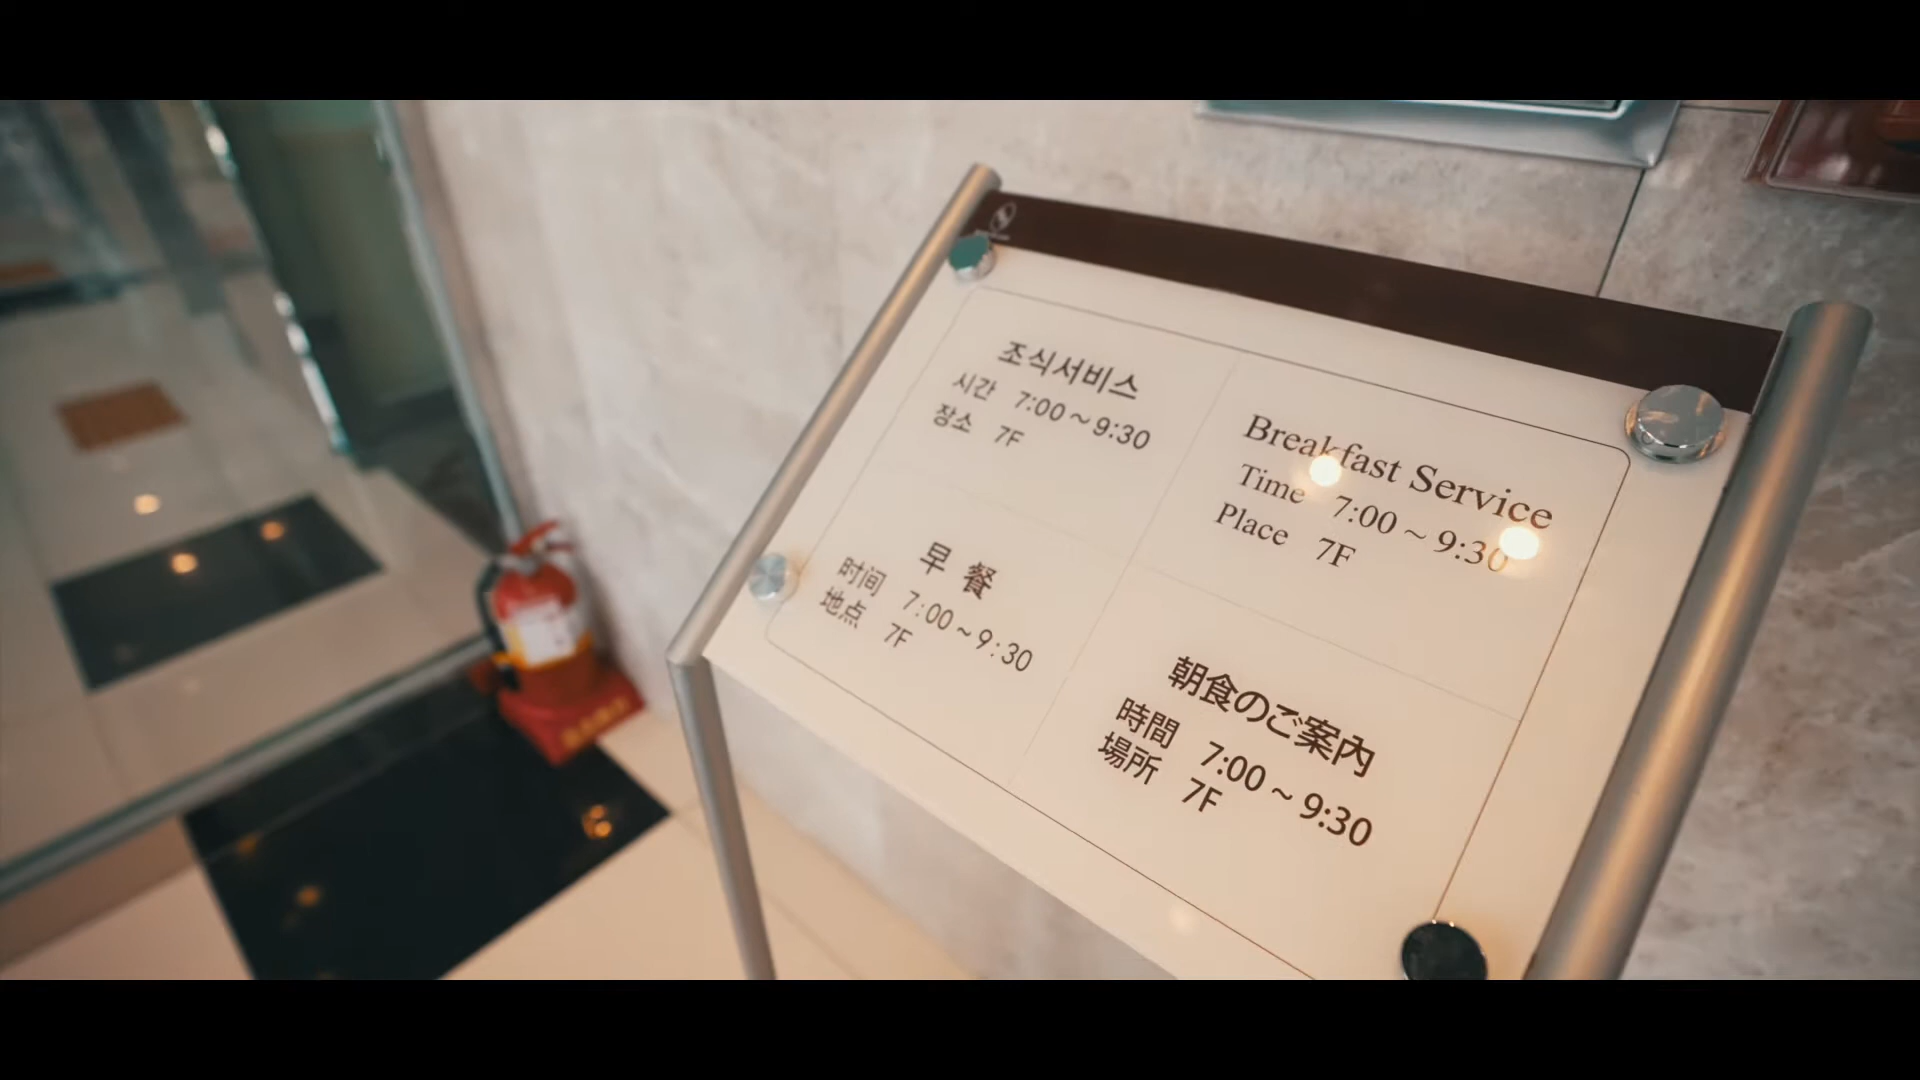 조식서비스
시간 7:00 ~ 9:30
장소 7F
Breakfast Service
Time 7:00 ~ 9:30
Place 7F
早 餐
时间 7:00 ~ 9:30
地点 7F
朝食のご案内
時間 7:00 ~ 9:30
場所 7F